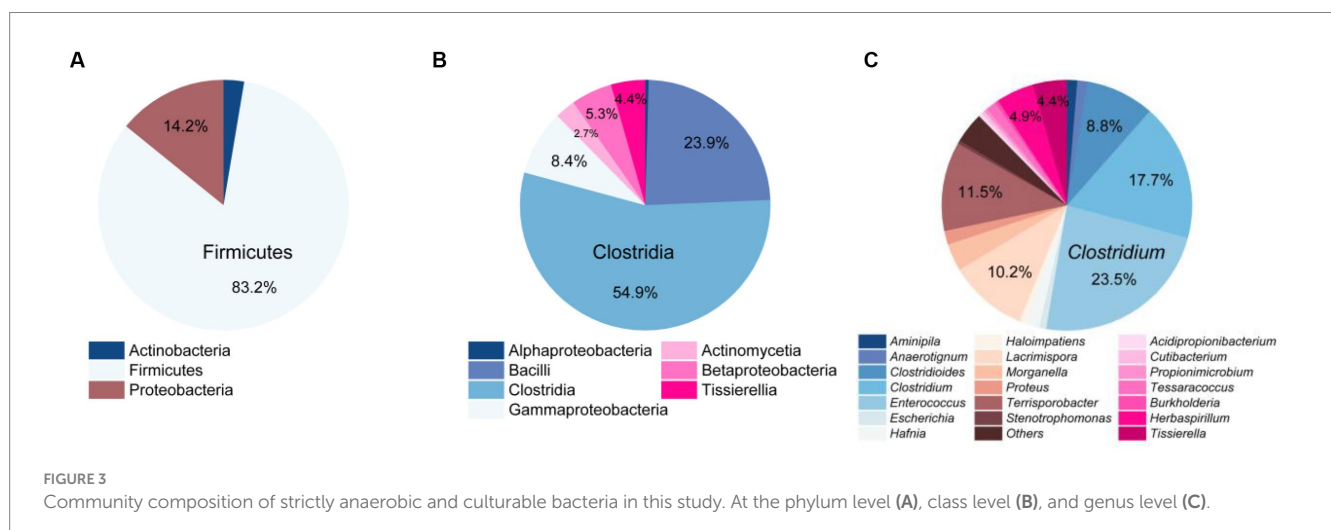 A
14.2%
Firmicutes
83.2%
Actinobacteria
Firmicutes
Proteobacteria
B
4.4%
5.3%
2.7%
8.4%
23.9%
Clostridia
54.9%
Alphaproteobacteria
Bacilli
Clostridia
Gammaproteobacteria
Actinomycetia
Betaproteobacteria
Tissierellia
C
4.4%
4.9%
8.8%
17.7%
11.5%
Clostridium
23.5%
10.2%
Aminipila
Anaerotignum
Clostridioides
Clostridium
Enterococcus
Escherichia
Hafnia
Haloimpatiens
Lacrimispora
Morganella
Proteus
Terrisporobacter
Stenotrophomonas
Others
Acidipropionibacterium
Cutibacterium
Propionimicrobium
Tessaracoccus
Burkholderia
Herbaspirillum
Tissierella
FIGURE 3
Community composition of strictly anaerobic and culturable bacteria in this study. At the phylum level (A), class level (B), and genus level (C).